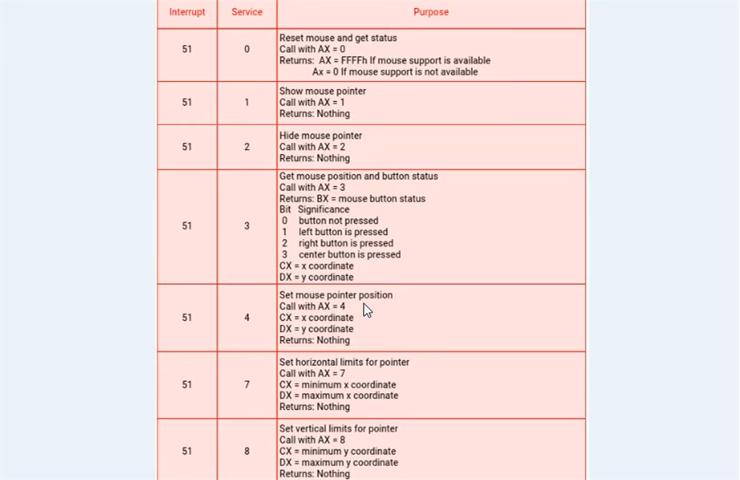 Interrupt Service Purpose
51 0 Reset mouse and get status
Call with AX = 0
Returns: AX = FFFFh If mouse support is available
Ax = 0 If mouse support is not available
51 1 Show mouse pointer
Call with AX = 1
Returns: Nothing
51 2 Hide mouse pointer
Call with AX = 2
Returns: Nothing
51 3 Get mouse position and button status
Call with AX = 3
Returns: BX = mouse button status
Bit Significance
0 button not pressed
1 left button is pressed
2 right button is pressed
3 center button is pressed
CX = x coordinate
DX = y coordinate
51 4 Set mouse pointer position
Call with AX = 4
CX = x coordinate
DX = y coordinate
Returns: Nothing
51 7 Set horizontal limits for pointer
Call with AX = 7
CX = minimum x coordinate
DX = maximum x coordinate
Returns: Nothing
51 8 Set vertical limits for pointer
Call with AX = 8
CX = minimum y coordinate
DX = maximum y coordinate
Returns: Nothing